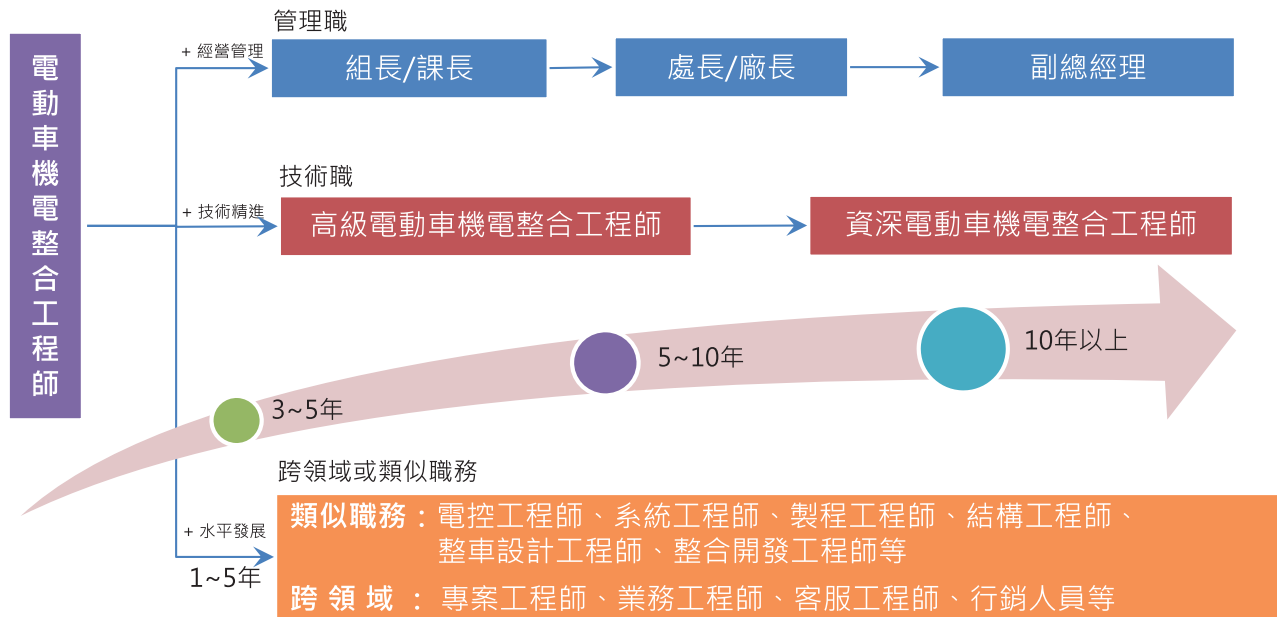 電動車機電整合工程師
管理職
+ 經營管理
組長/課長
處長/廠長
副總經理
技術職
+ 技術精進
高級電動車機電整合工程師
資深電動車機電整合工程師
3~5年
5~10年
10年以上
跨領域或類似職務
+ 水平發展
1~5年
類似職務：電控工程師、系統工程師、製程工程師、結構工程師、
整車設計工程師、整合開發工程師等
跨 領 域 ： 專案工程師、業務工程師、客服工程師、行銷人員等